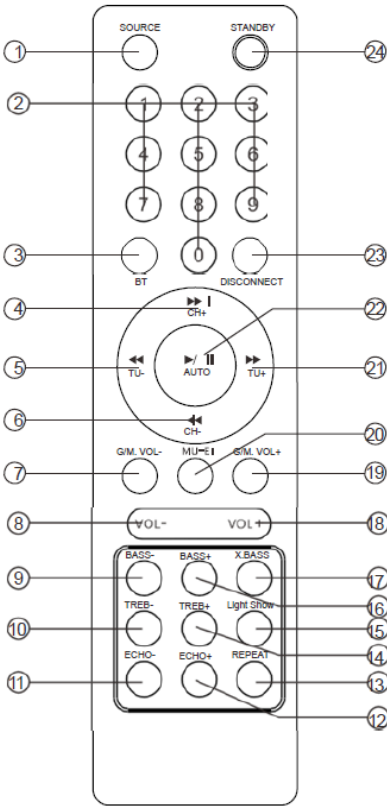 SOURCE STANDBY
1 24
2 1 2 3
4 5 6
7 8 9
3 0 23
BT DISCONNECT
4 CH+ 22
5 TU- AUTO TU+ 21
6 CH- 20
G/M. VOL- G/M. VOL+
7 19
8 VOL- VOL+ 18
BASS- BASS+ X.BASS
9 17
16
TREB- TREB+ Light Show
10 15
14
ECHO- ECHO+ REPEAT
11 13
12